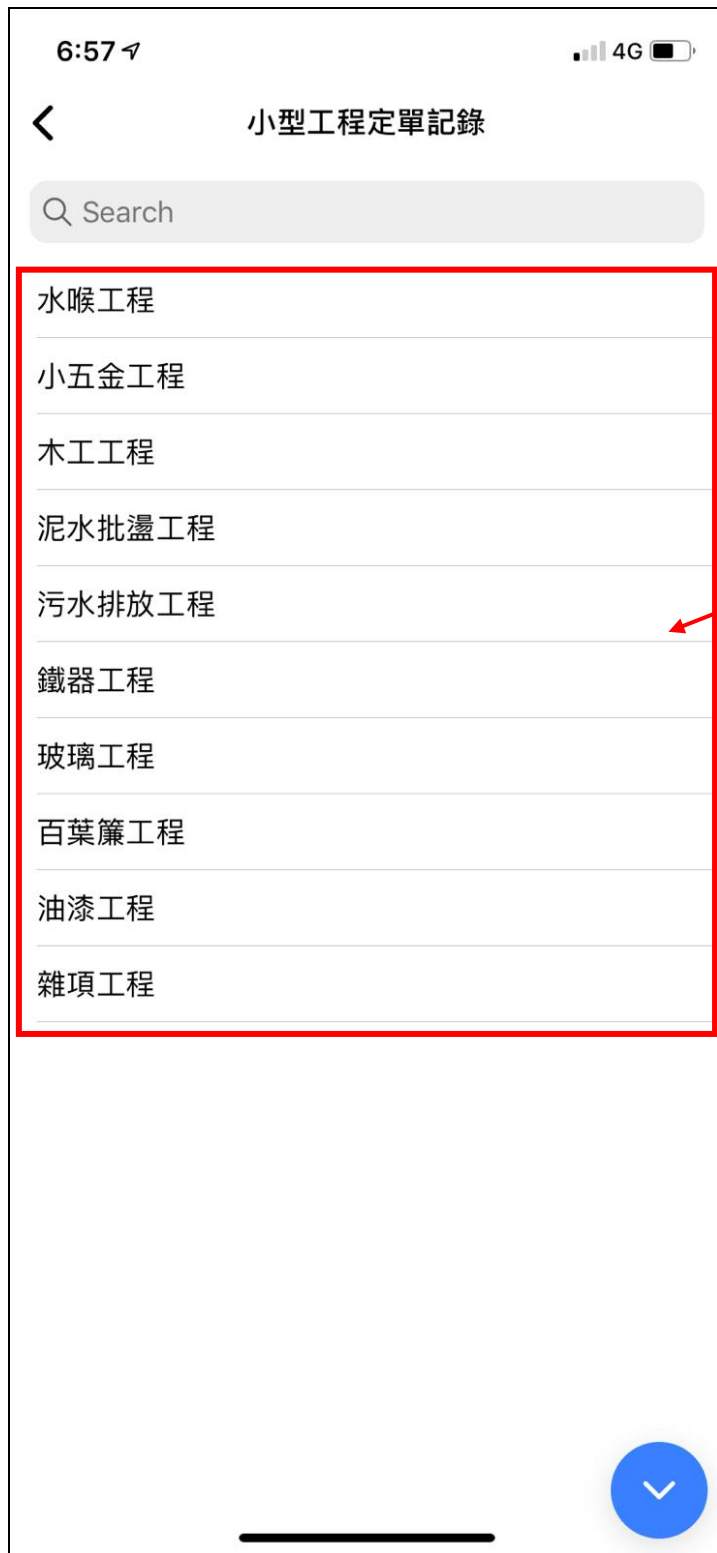 6:57
4G
小型工程定單記錄
Search
水喉工程
小五金工程
木工工程
泥水批盪工程
污水排放工程
鐵器工程
玻璃工程
百葉簾工程
油漆工程
雜項工程